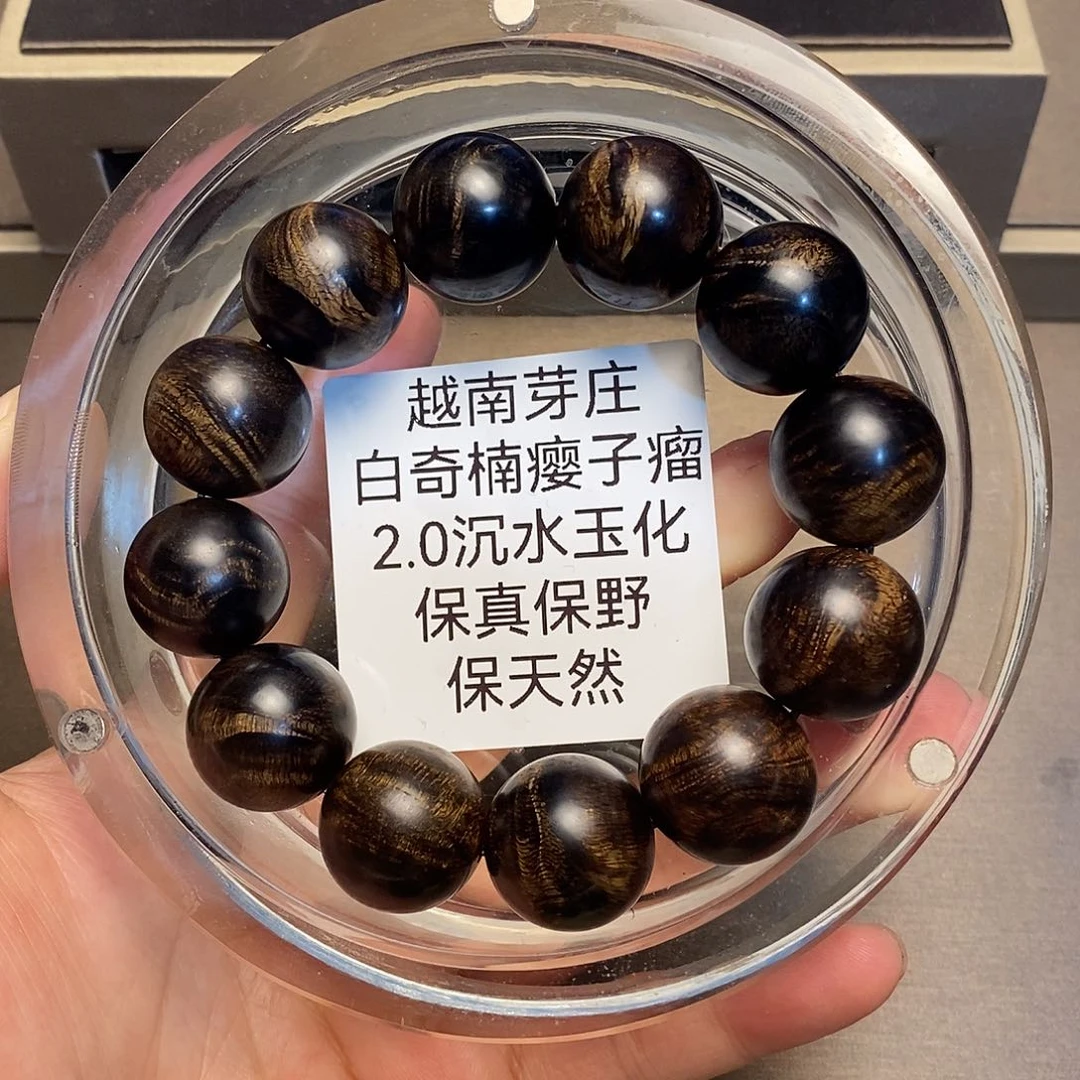 越南芽庄
白奇楠瘿子瘤
2.0沉水玉化
保真保野
保天然